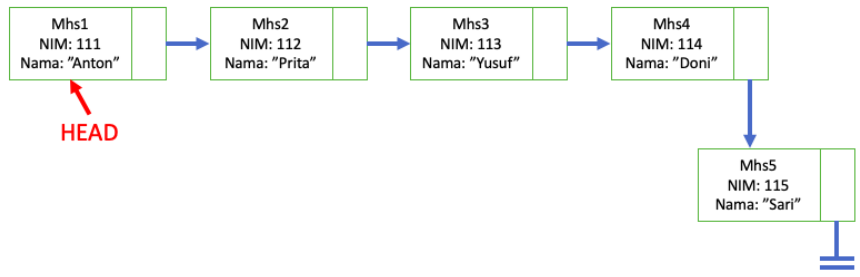 Mhs1
NIM: 111
Nama: ”Anton”
Mhs2
NIM: 112
Nama: ”Prita”
Mhs3
NIM: 113
Nama: ”Yusuf”
Mhs4
NIM: 114
Nama: ”Doni”
HEAD
Mhs5
NIM: 115
Nama: ”Sari”